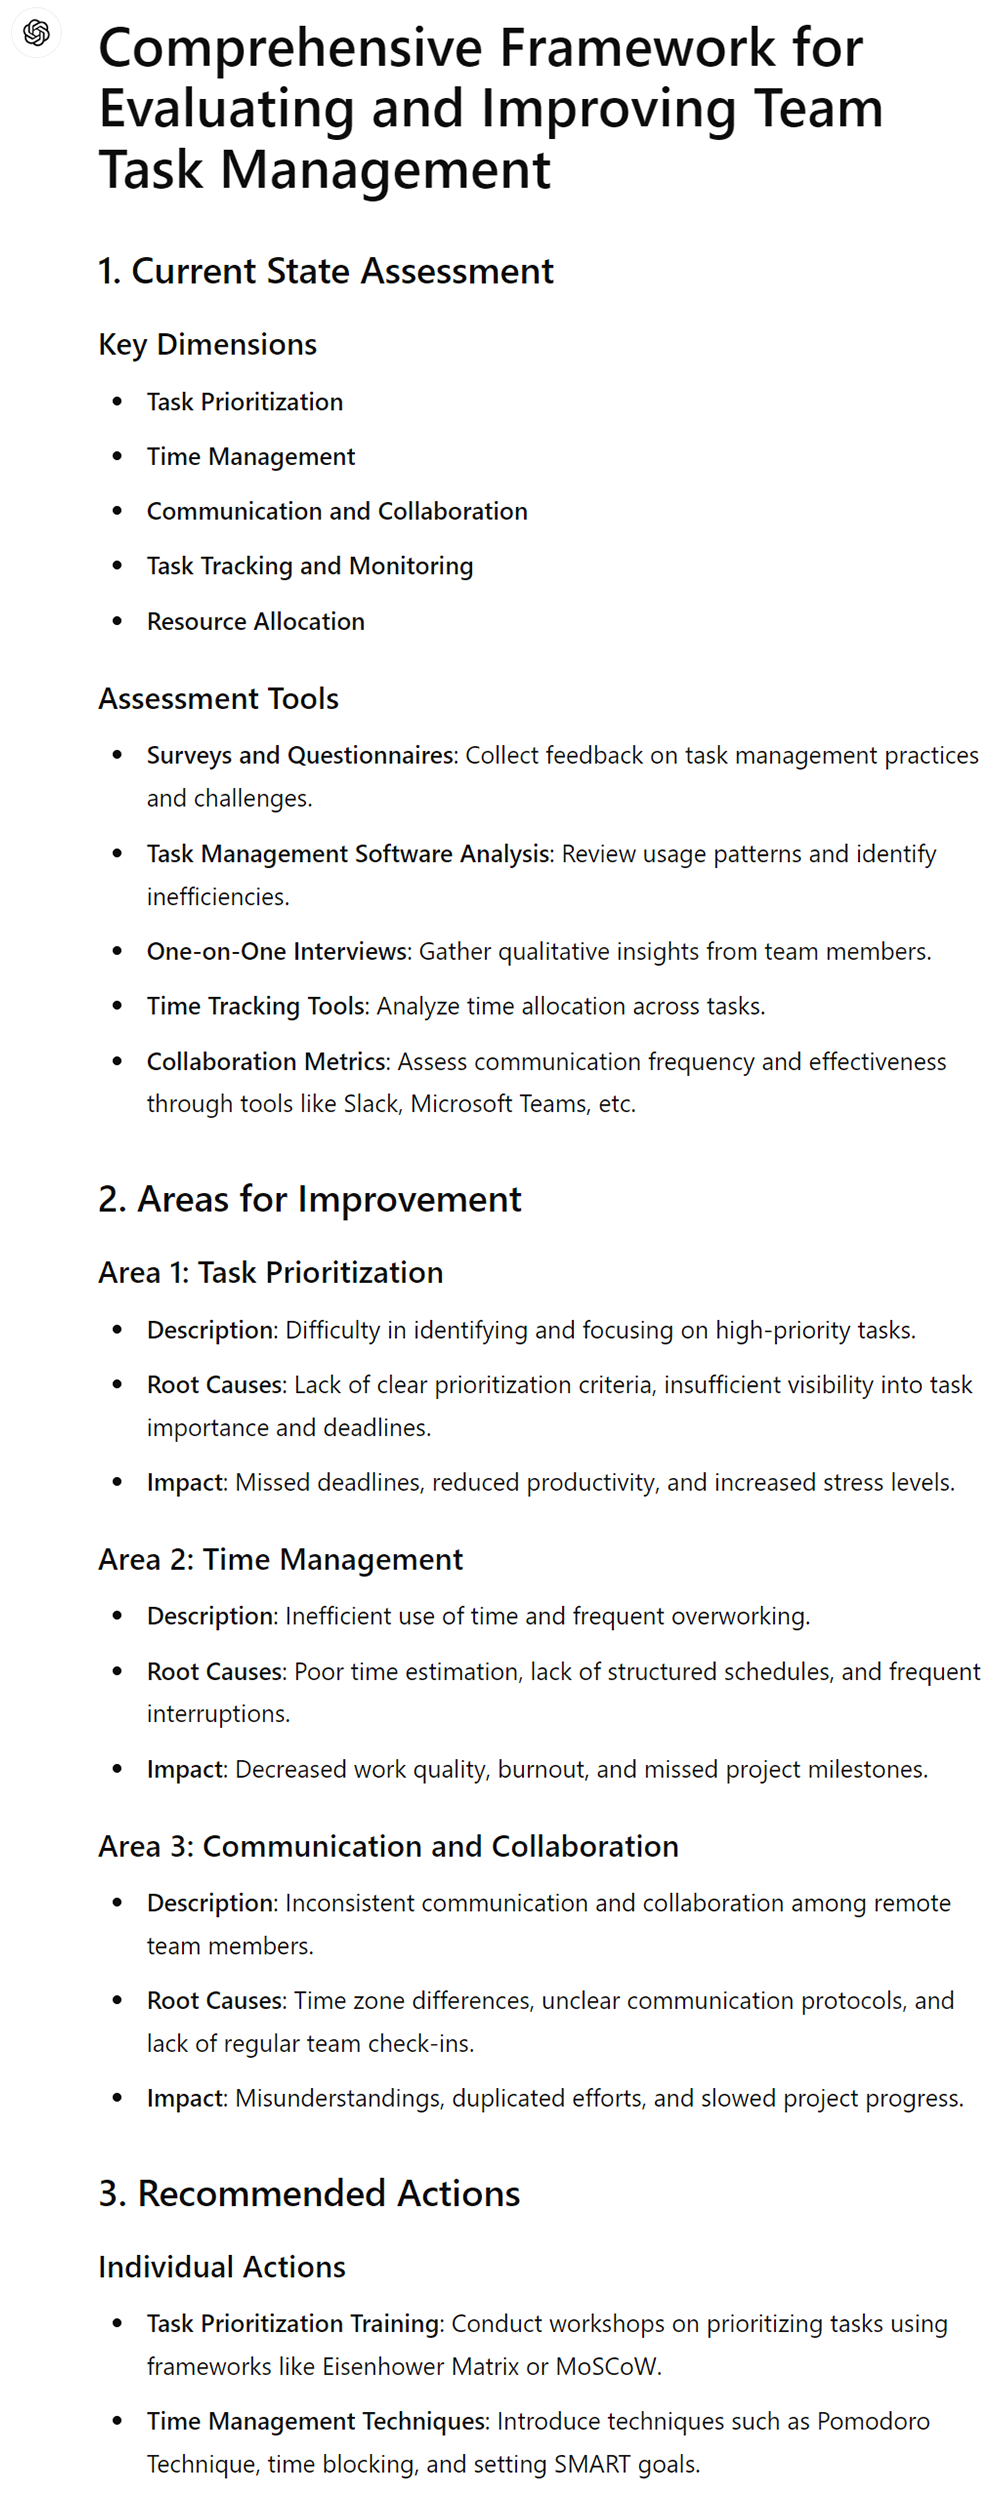 Comprehensive Framework for
Evaluating and Improving Team
Task Management
1. Current State Assessment
Key Dimensions
• Task Prioritization
• Time Management
• Communication and Collaboration
• Task Tracking and Monitoring
• Resource Allocation
Assessment Tools
• Surveys and Questionnaires: Collect feedback on task management practices
and challenges.
• Task Management Software Analysis: Review usage patterns and identify
inefficiencies.
• One-on-One Interviews: Gather qualitative insights from team members.
• Time Tracking Tools: Analyze time allocation across tasks.
• Collaboration Metrics: Assess communication frequency and effectiveness
through tools like Slack, Microsoft Teams, etc.
2. Areas for Improvement
Area 1: Task Prioritization
• Description: Difficulty in identifying and focusing on high-priority tasks.
• Root Causes: Lack of clear prioritization criteria, insufficient visibility into task
importance and deadlines.
• Impact: Missed deadlines, reduced productivity, and increased stress levels.
Area 2: Time Management
• Description: Inefficient use of time and frequent overworking.
• Root Causes: Poor time estimation, lack of structured schedules, and frequent
interruptions.
• Impact: Decreased work quality, burnout, and missed project milestones.
Area 3: Communication and Collaboration
• Description: Inconsistent communication and collaboration among remote
team members.
• Root Causes: Time zone differences, unclear communication protocols, and
lack of regular team check-ins.
• Impact: Misunderstandings, duplicated efforts, and slowed project progress.
3. Recommended Actions
Individual Actions
• Task Prioritization Training: Conduct workshops on prioritizing tasks using
frameworks like Eisenhower Matrix or MoSCoW.
• Time Management Techniques: Introduce techniques such as Pomodoro
Technique, time blocking, and setting SMART goals.